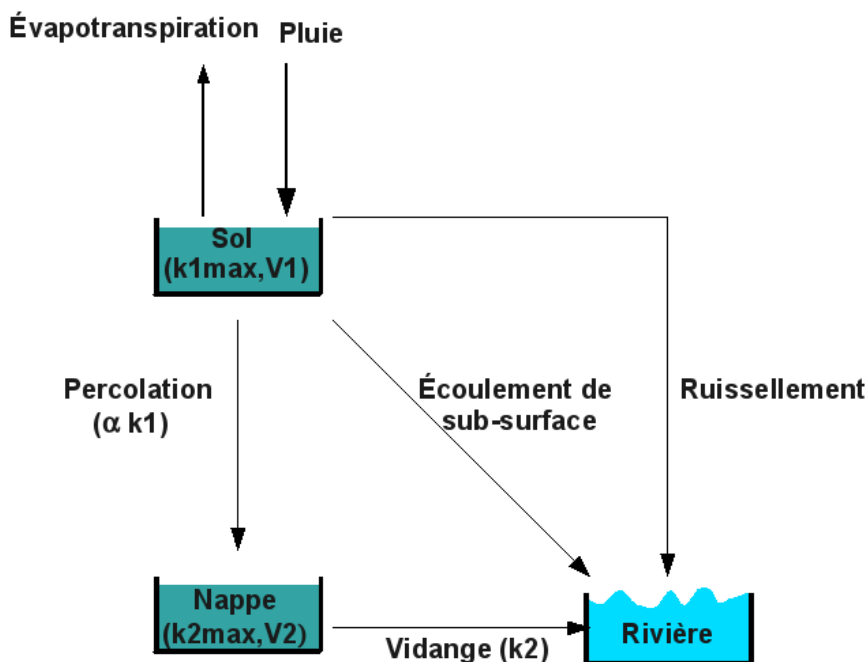 Évapotranspiration
Pluie
Sol
(k1max,V1)
Percolation
(α k1)
Écoulement de
sub-surface
Ruissellement
Nappe
(k2max,V2)
Vidange (k2)
Rivière